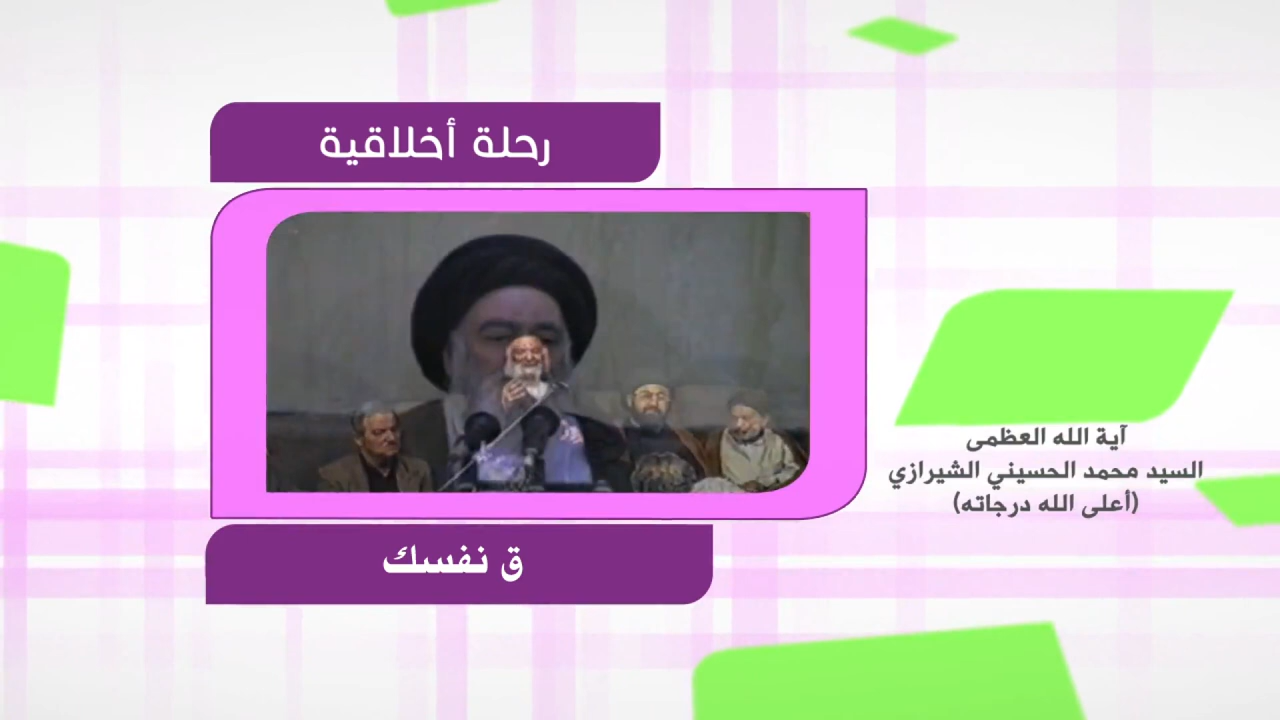 رحلة أخلاقية
آية الله العظمى
السيد محمد الحسيني الشيرازي
(أعلى الله درجاته)
ق نفسك